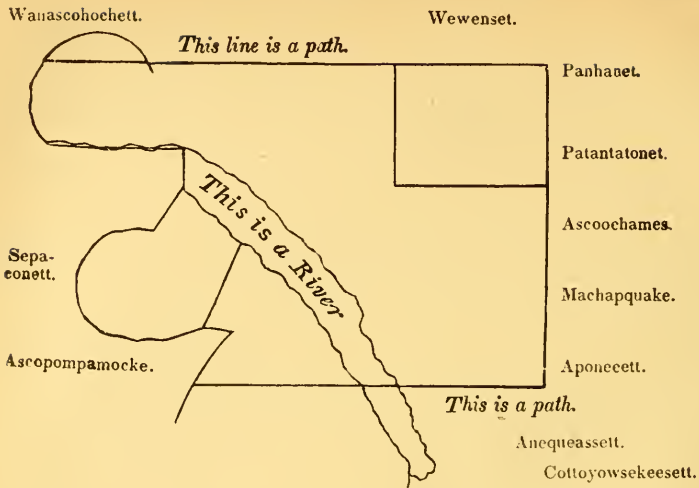 Wanascohochett.
Wewenset.
This line is a path.
Panhanet.
Patantatonet.
This is a River
Ascoochames.
Sepa-
conett.
Machapquake.
Ascopompamocke.
Aponecett.
This is a path.
Anequeassett.
Cottoyowsekeesett.